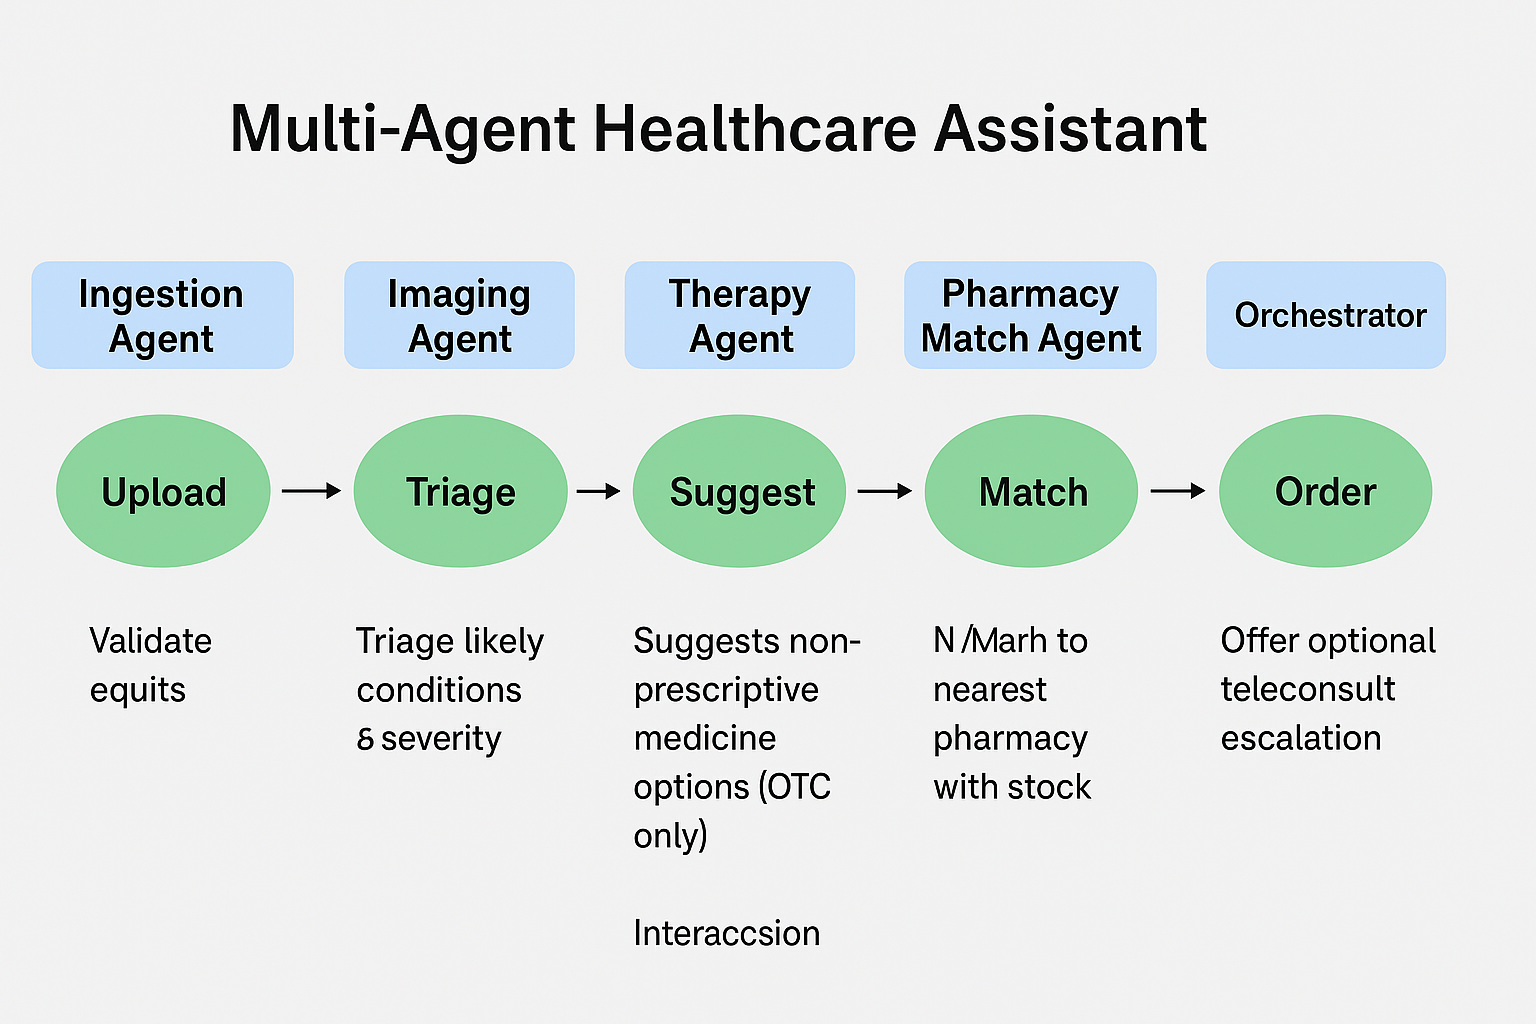 Multi-Agent Healthcare Assistant
Ingestion
Agent
Imaging
Agent
Therapy
Agent
Pharmacy
Match Agent
Orchestrator
Upload
Triage
Suggest
Match
Order
Validate
equits
Triage likely
conditions
& severity
Suggests non-
prescriptive
medicine
options (OTC
only)
Interaccsion
N /Marh to
nearest
pharmacy
with stock
Offer optional
teleconsult
escalation